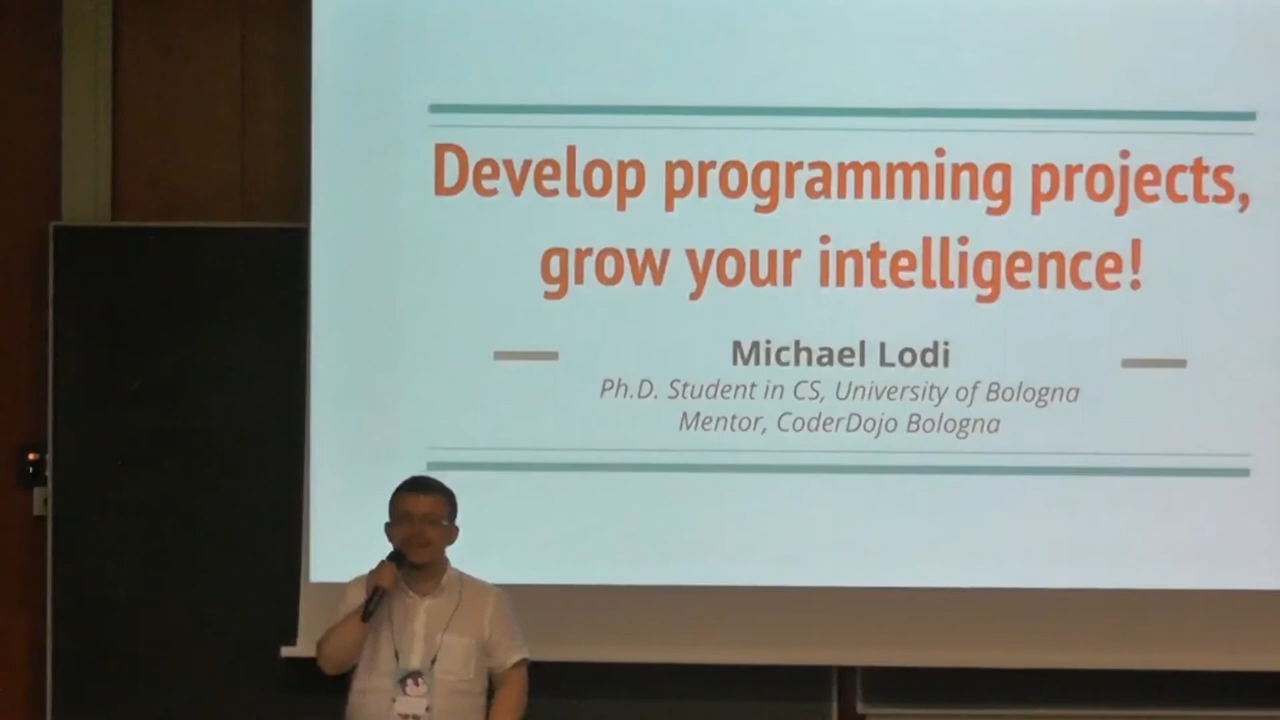 Develop programming projects,
grow your intelligence!
Michael Lodi
Ph.D. Student in CS, University of Bologna
Mentor, CoderDojo Bologna